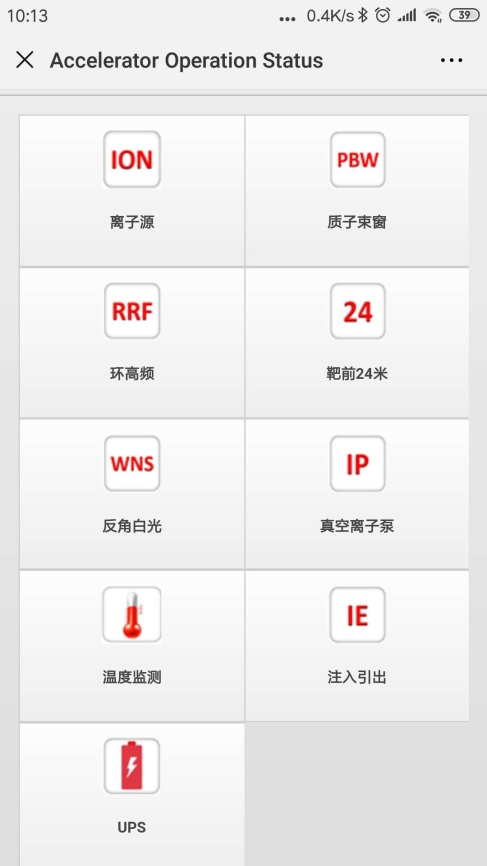 10:13
... 0.4K/s 39
Accelerator Operation Status
ION PBW
离子源 质子束窗
RRF 24
环高频 靶前24米
WNS IP
反角白光 真空离子泵
IE
温度监测 注入引出
UPS